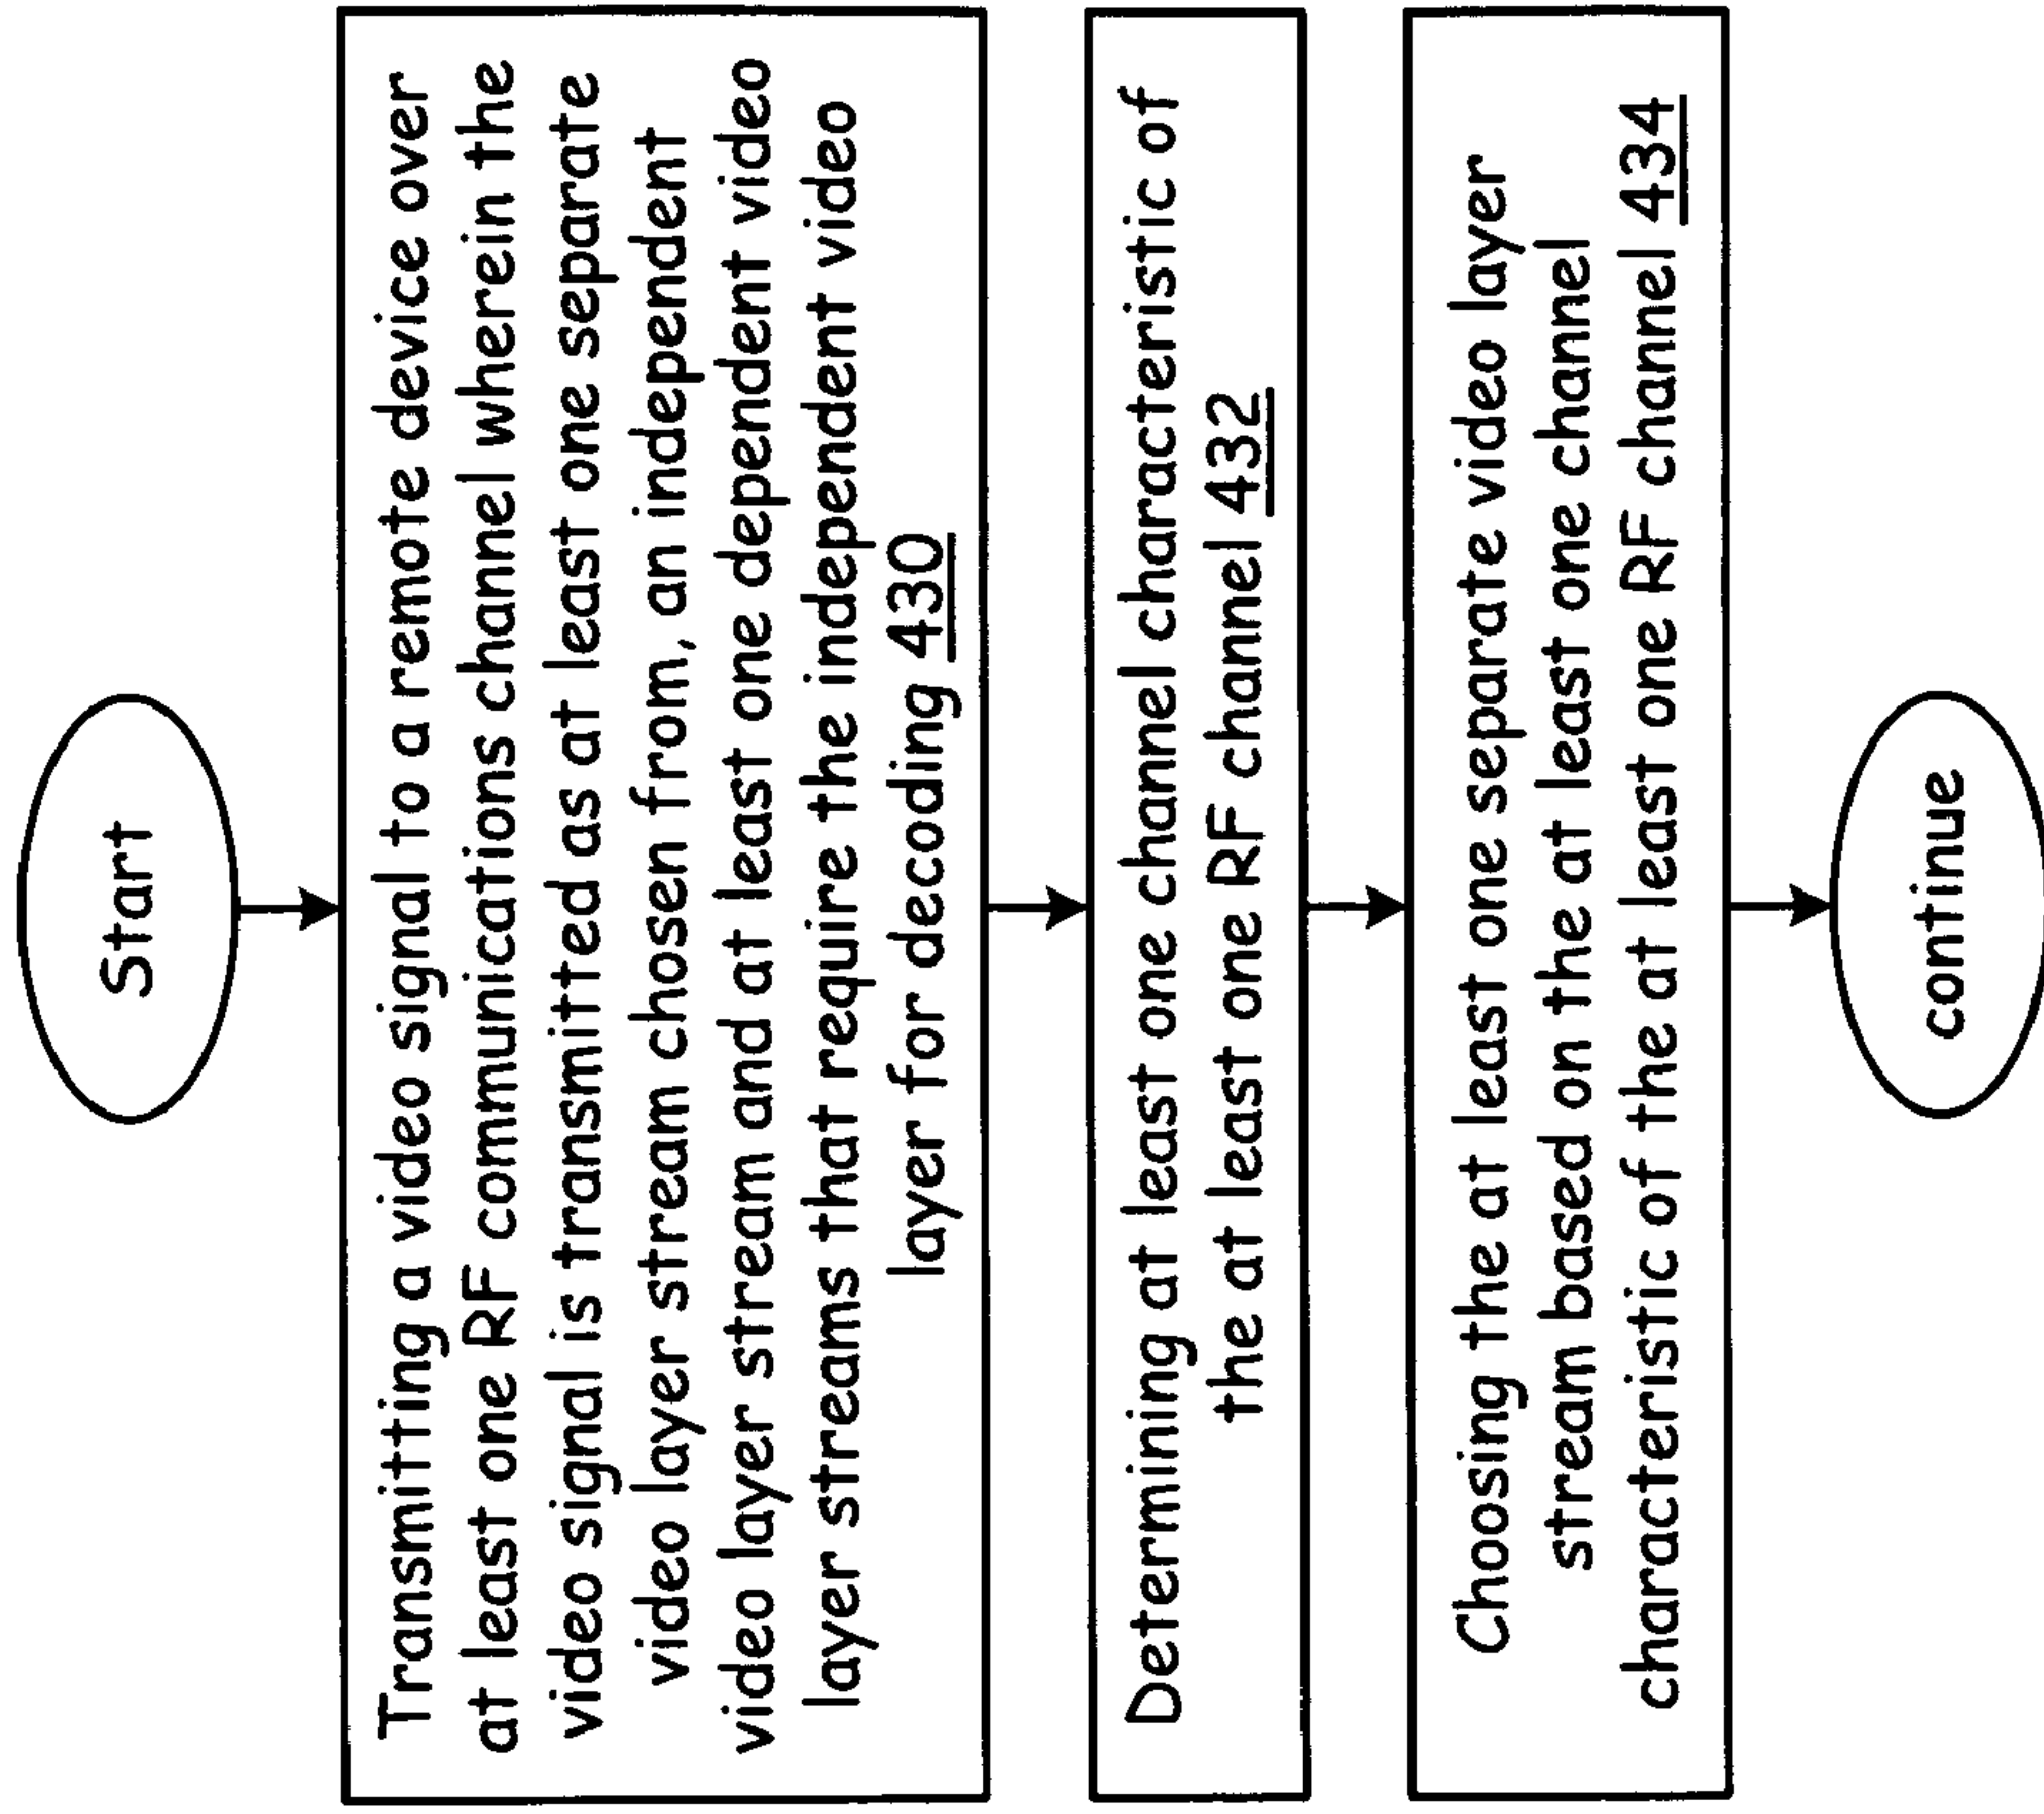 Start
Transmitting a video signal to a remote device over
at least one RF communications channel wherein the
video signal is transmitted as at least one separate
video layer stream chosen from, an independent
video layer stream and at least one dependent video
layer streams that require the independent video
layer for decoding 430
Determining at least one channel characteristic of
the at least one RF channel 432
Choosing the at least one separate video layer
stream based on the at least one channel
characteristic of the at least one RF channel 434
continue